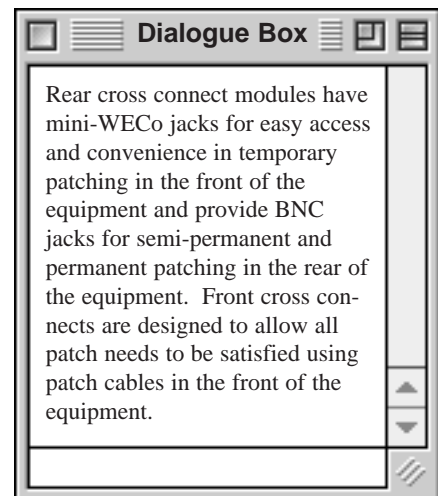 Dialogue Box
Rear cross connect modules have
mini-WECo jacks for easy access
and convenience in temporary
patching in the front of the
equipment and provide BNC
jacks for semi-permanent and
permanent patching in the rear of
the equipment.  Front cross con-
nects are designed to allow all
patch needs to be satisfied using
patch cables in the front of the
equipment.